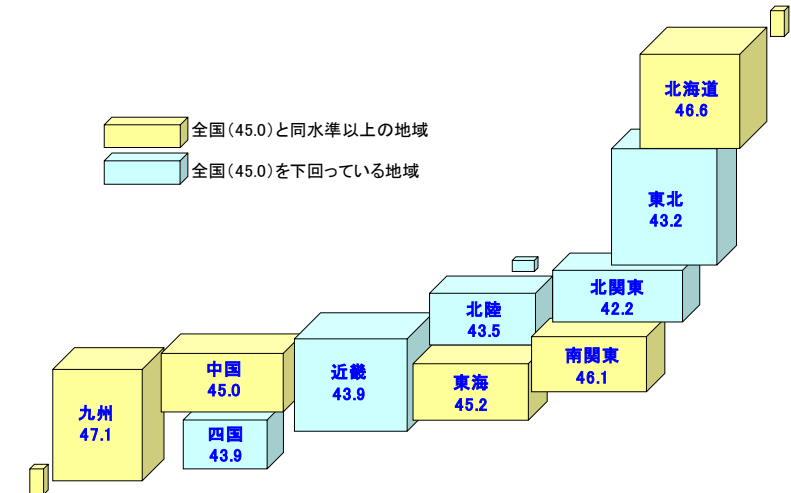 北海道
46.6
全国(45.0)と同水準以上の地域
全国(45.0)を下回っている地域
東北
43.2
北関東
42.2
北陸
43.5
南関東
46.1
中国
45.0
近畿
43.9
東海
45.2
九州
47.1
四国
43.9